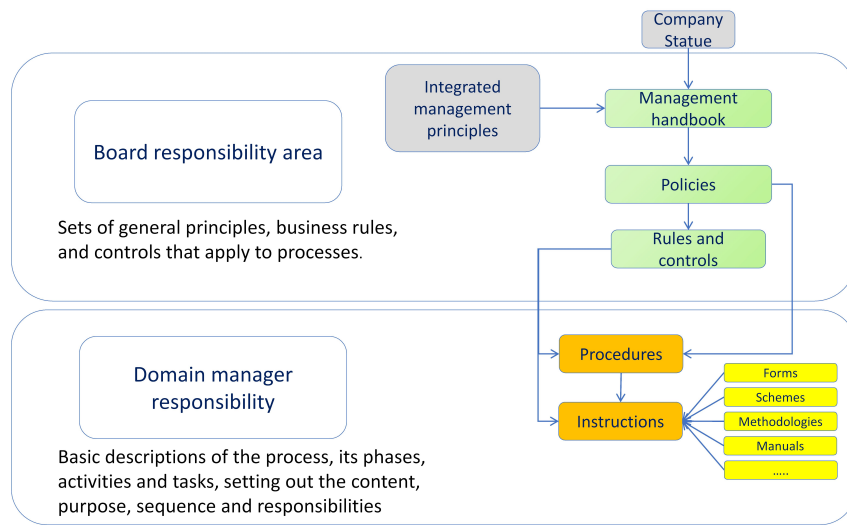 Company
Statue
Integrated
management
principles
Management
handbook
Board responsibility area
Policies
Sets of general principles, business rules,
and controls that apply to processes.
Rules and
controls
Procedures
Domain manager
responsibility
Forms
Schemes
Instructions
Methodologies
Manuals
.....
Basic descriptions of the process, its phases,
activities and tasks, setting out the content,
purpose, sequence and responsibilities